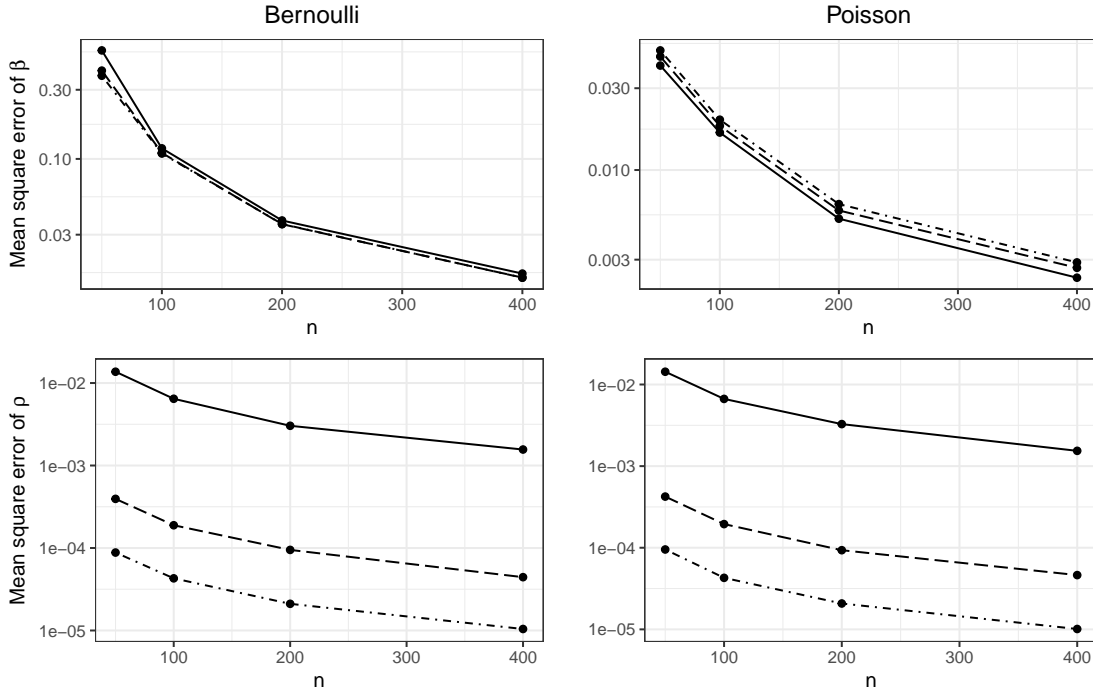 Bernoulli
Poisson
Mean square error of β
0.30
0.10
0.03
100 200 300 400
n
0.030
0.010
0.003
100 200 300 400
n
Mean square error of ρ
1e−02
1e−03
1e−04
1e−05
100 200 300 400
n
1e−02
1e−03
1e−04
1e−05
100 200 300 400
n